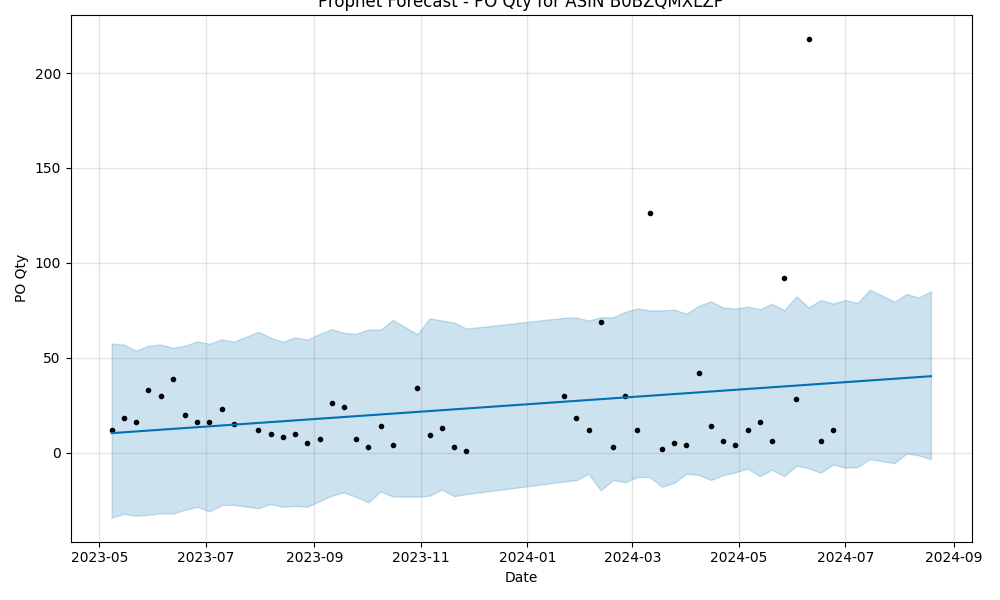 Prophet Forecast - PO Qty for ASIN B0BZQMXLZP
200
150
100
50
0
PO Qty
2023-05 2023-07 2023-09 2023-11 2024-01 2024-03 2024-05 2024-07 2024-09
Date